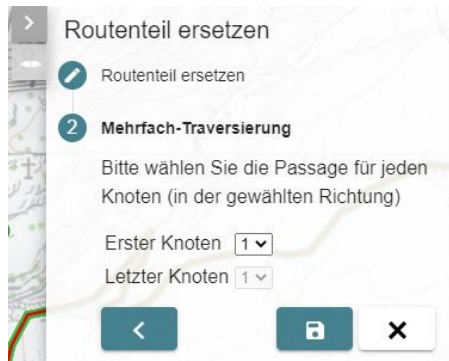 Routenteil ersetzen
Routenteil ersetzen
2 Mehrfach-Traversierung
Bitte wählen Sie die Passage für jeden
Knoten (in der gewählten Richtung)
Erster Knoten 1
Letzter Knoten 1